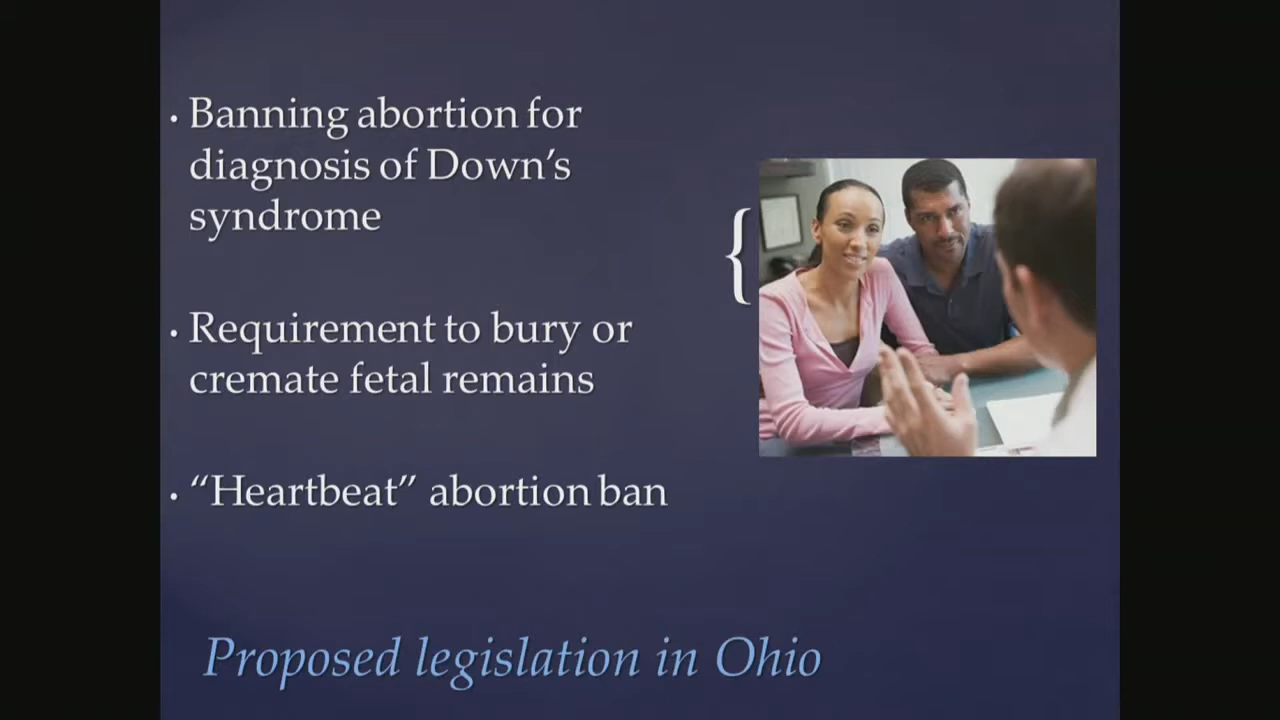 • Banning abortion for
diagnosis of Down’s
syndrome
• Requirement to bury or
cremate fetal remains
• “Heartbeat” abortion ban
{
Proposed legislation in Ohio